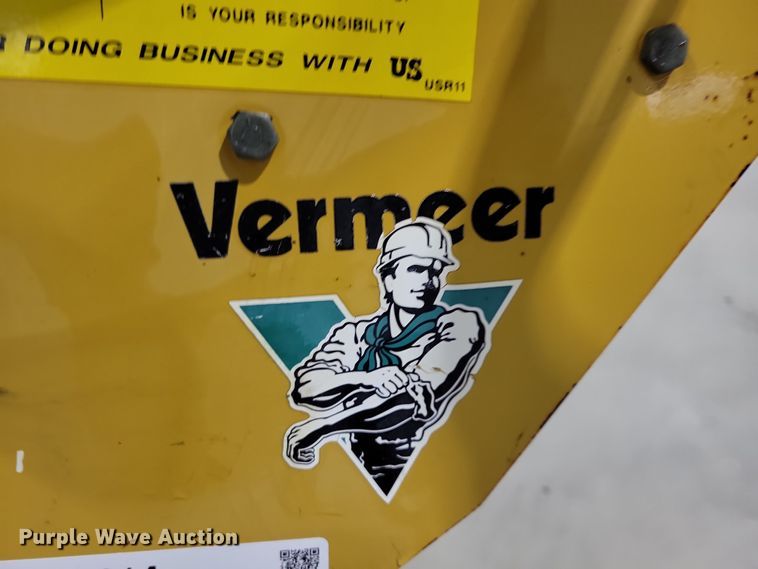 IS YOUR RESPONSIBILITY
DOING BUSINESS WITH US
USR11
Vermeer
Purple Wave Auction